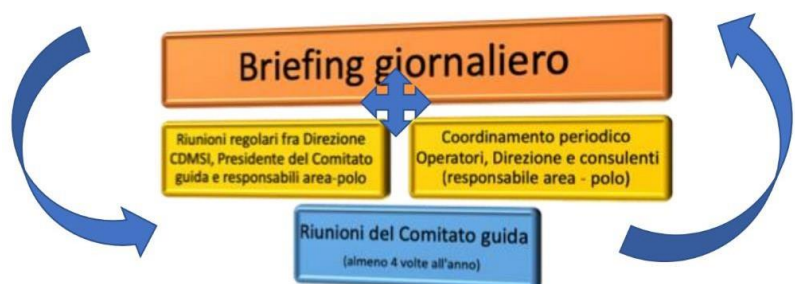 Briefing giornaliero
Riunioni regolari fra Direzione
CDMSI, Presidente del Comitato
guida e responsabili area-polo
Coordinamento periodico
Operatori, Direzione e consulenti
(responsabile area - polo)
Riunioni del Comitato guida
(almeno 4 volte all'anno)